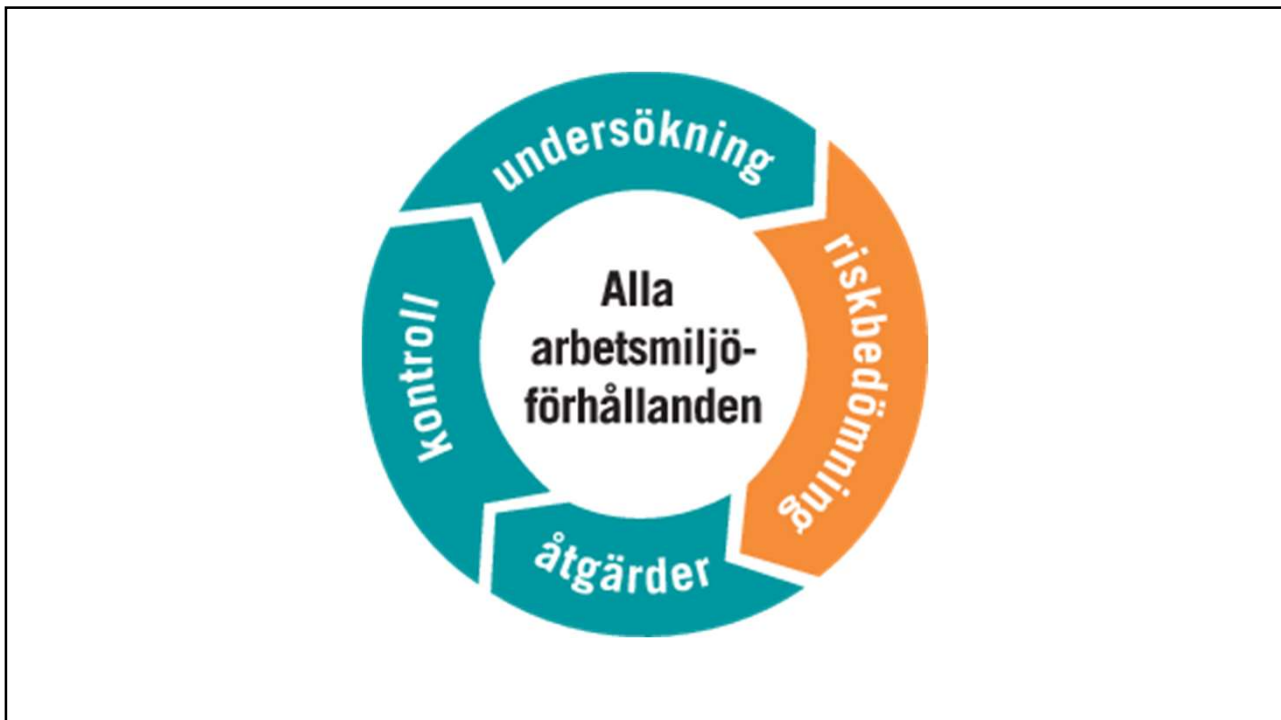 undersökning
riskbedömning
åtgärder
kontroll
Alla
arbetsmiljö-
förhållanden